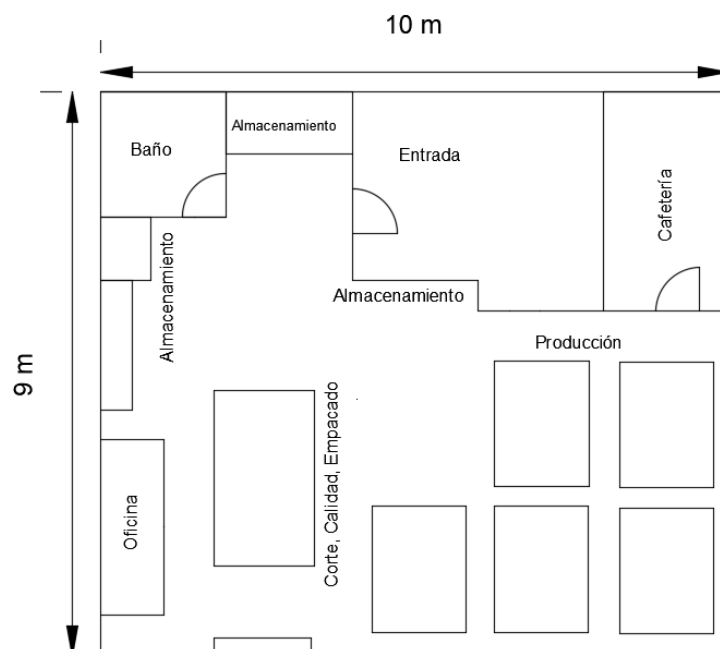 10 m
Baño
Almacenamiento
Entrada
Cafetería
Almacenamiento
Almacenamiento
Producción
9 m
Corte, Calidad, Empacado
Oficina